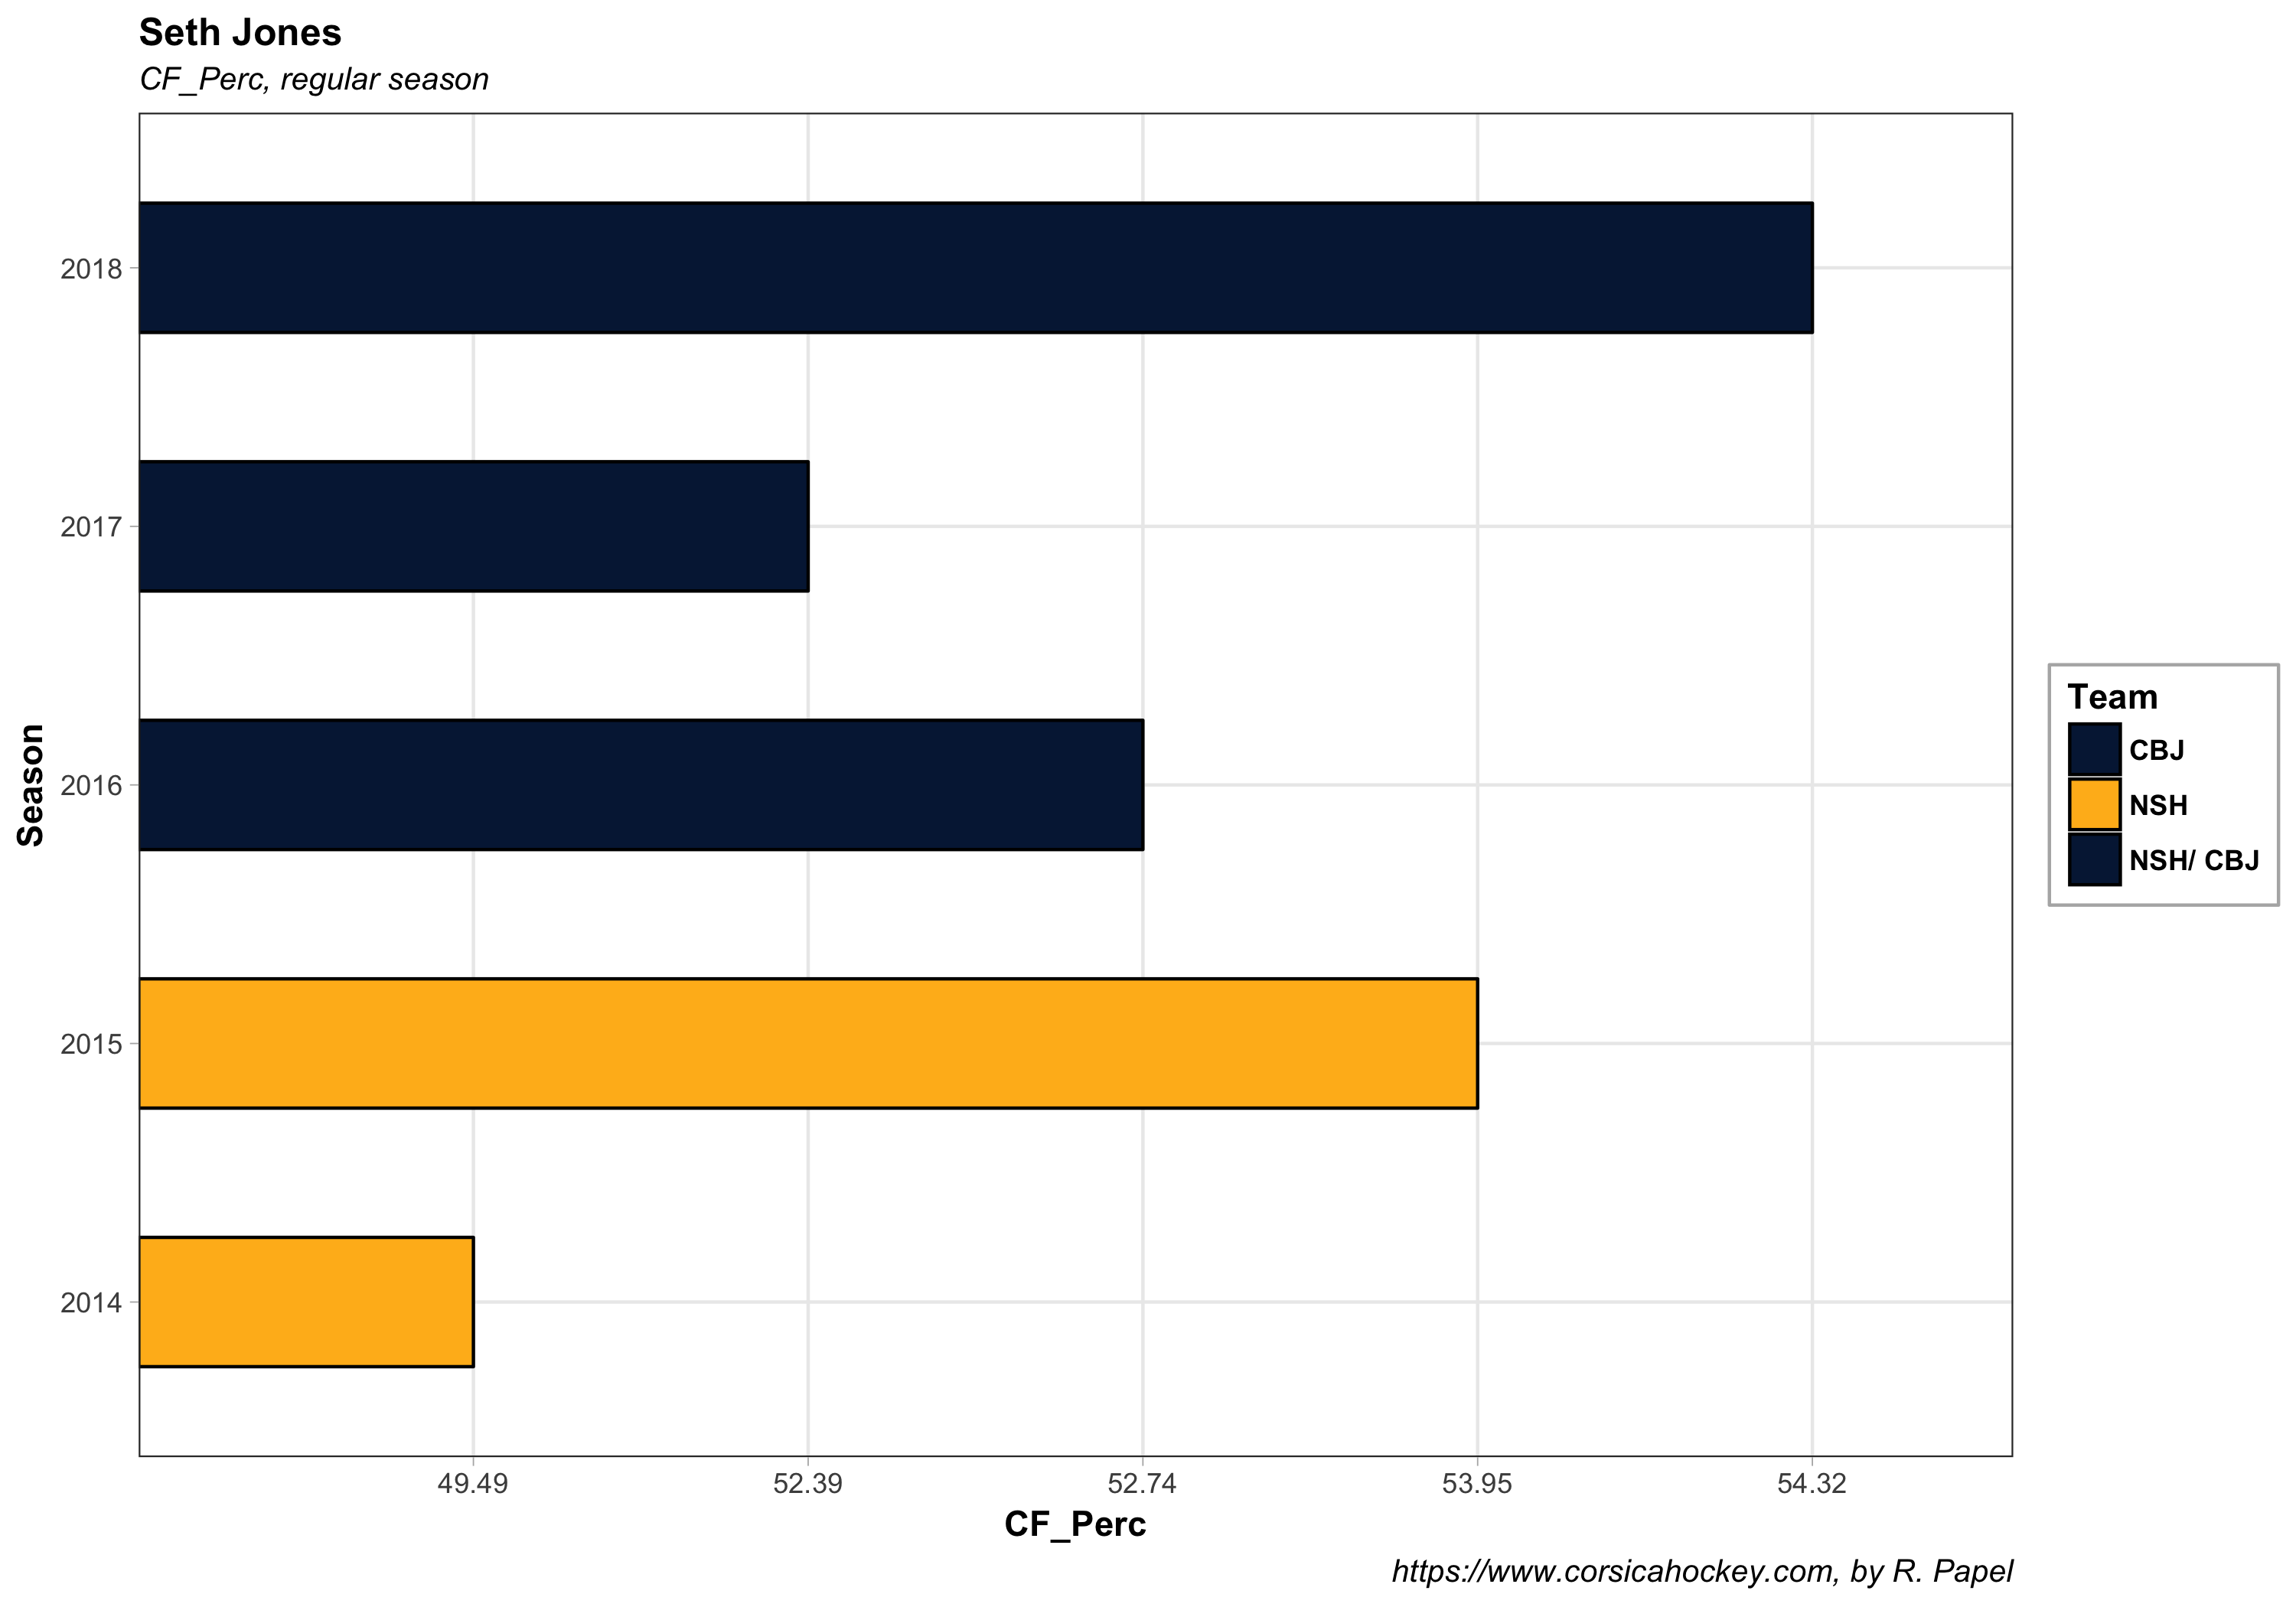 Seth Jones
CF_Perc, regular season
Season
2018
2017
2016
2015
2014
49.49 52.39 52.74 53.95 54.32
CF_Perc
Team
CBJ
NSH
NSH/ CBJ
https://www.corsicahockey.com, by R. Papel